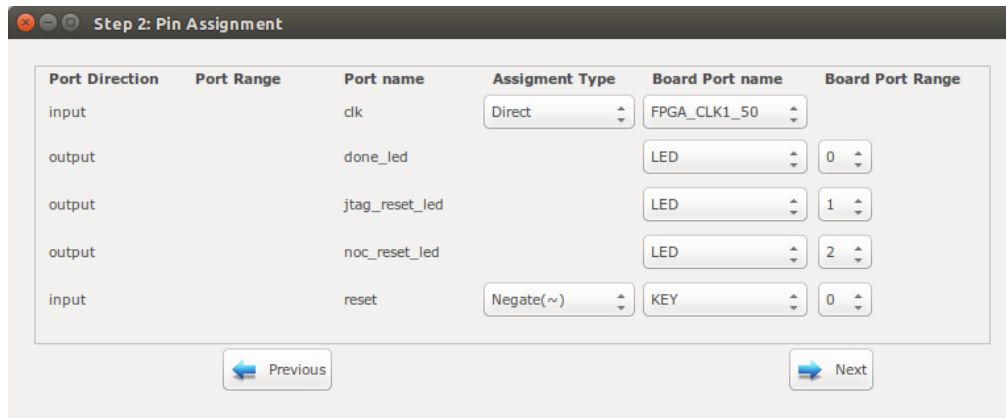 Step 2: Pin Assignment
Port Direction Port Range Port name Assigment Type Board Port name Board Port Range
input clk Direct FPGA_CLK1_50
output done_led LED 0
output jtag_reset_led LED 1
output noc_reset_led LED 2
input reset Negate(~) KEY 0
Previous Next